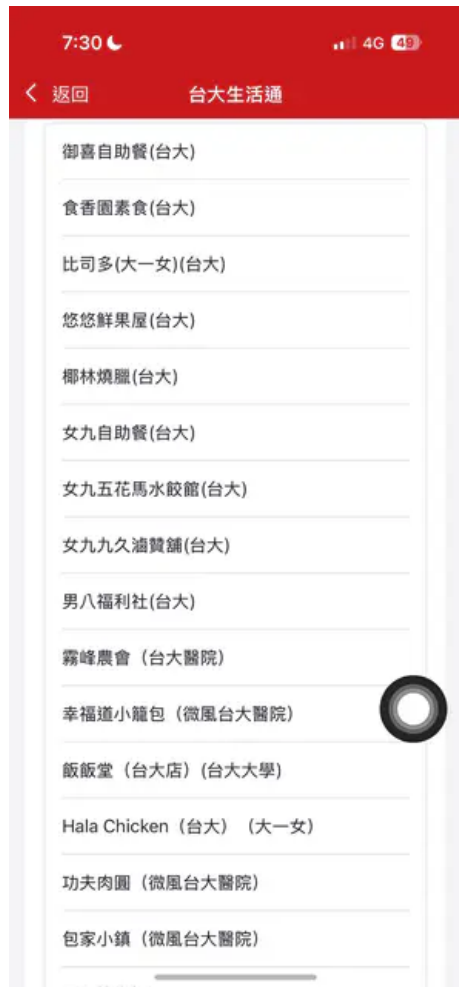 7:30
4G 49
返回
台大生活通
御喜自助餐(台大)
食香園素食(台大)
比司多(大一女)(台大)
悠悠鮮果屋(台大)
椰林燒臘(台大)
女九自助餐(台大)
女九五花馬水餃館(台大)
女九九久滷贊舖(台大)
男八福利社(台大)
霧峰農會（台大醫院）
幸福道小籠包（微風台大醫院）
飯飯堂（台大店）(台大大學)
Hala Chicken（台大）（大一女）
功夫肉圓（微風台大醫院）
包家小鎮（微風台大醫院）